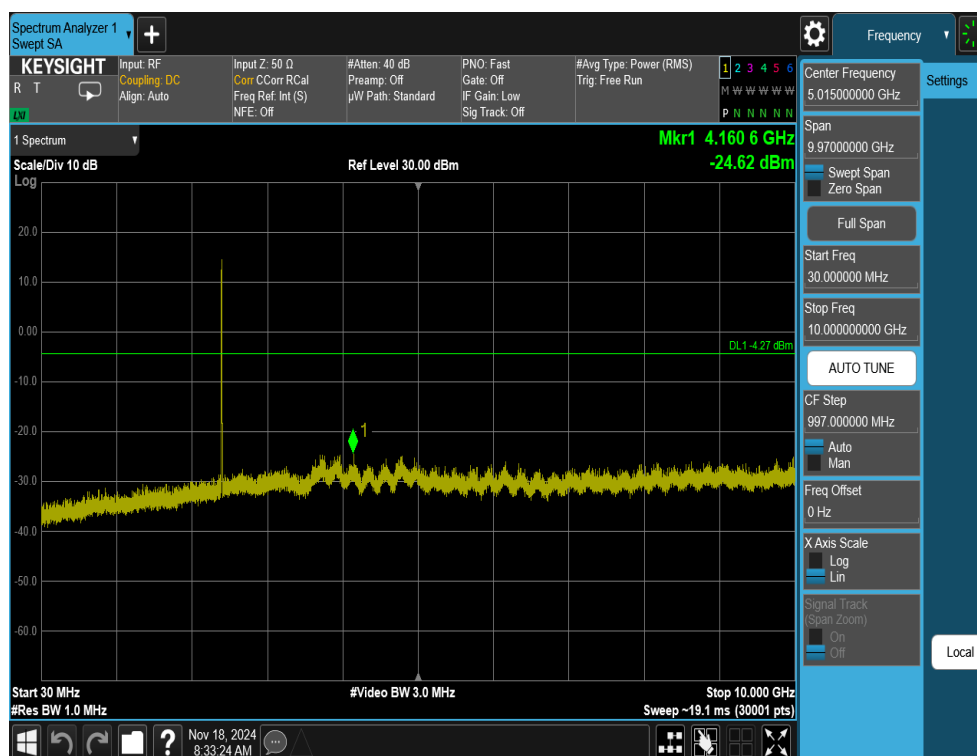 Spectrum Analyzer 1
Swept SA
+
Frequency
KEYSIGHT
R T
LXI
Input: RF
Coupling: DC
Align: Auto
Input Z: 50 Ω
Corr CCorr RCal
Freq Ref: Int (S)
NFE: Off
#Atten: 40 dB
Preamp: Off
µW Path: Standard
PNO: Fast
Gate: Off
IF Gain: Low
Sig Track: Off
#Avg Type: Power (RMS)
Trig: Free Run
1 2 3 4 5 6
M W W W W W
P N N N N N
1 Spectrum
Scale/Div 10 dB
Log
Ref Level 30.00 dBm
Mkr1 4.160 6 GHz
-24.62 dBm
20.0
10.0
0.00
DL1 -4.27 dBm
-10.0
-20.0
1
-30.0
-40.0
-50.0
-60.0
Start 30 MHz
#Res BW 1.0 MHz
#Video BW 3.0 MHz
Stop 10.000 GHz
Sweep ~19.1 ms (30001 pts)
Center Frequency
5.015000000 GHz
Settings
Span
9.97000000 GHz
Swept Span
Zero Span
Full Span
Start Freq
30.000000 MHz
Stop Freq
10.000000000 GHz
AUTO TUNE
CF Step
997.000000 MHz
Auto
Man
Freq Offset
0 Hz
X Axis Scale
Log
Lin
Signal Track
(Span Zoom)
On
Off
Local
?
Nov 18, 2024
8:33:24 AM